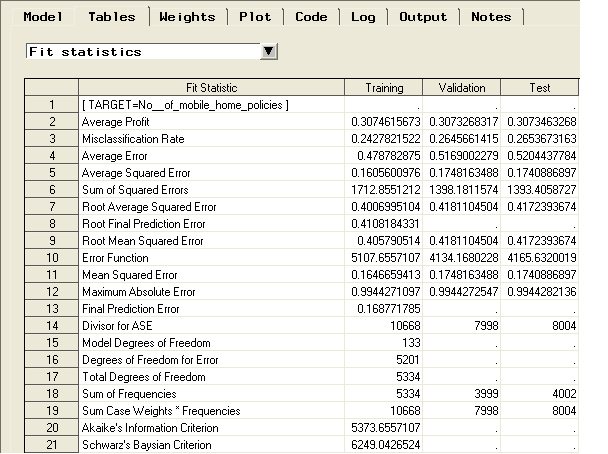 Model Tables Weights Plot Code Log Output Notes
Fit statistics
Fit Statistic Training Validation Test
1 [ TARGET=No__of_mobile_home_policies ] . . .
2 Average Profit 0.3074615673 0.3073268317 0.3073463268
3 Misclassification Rate 0.2427821522 0.2645661415 0.2653673163
4 Average Error 0.478782875 0.5169002279 0.5204437784
5 Average Squared Error 0.1605600976 0.1748163488 0.1740886897
6 Sum of Squared Errors 1712.8551212 1398.1811574 1393.4058727
7 Root Average Squared Error 0.4006995104 0.4181104504 0.4172393674
8 Root Final Prediction Error 0.4108184331 . .
9 Root Mean Squared Error 0.405790514 0.4181104504 0.4172393674
10 Error Function 5107.6557107 4134.1680228 4165.6320019
11 Mean Squared Error 0.1646659413 0.1748163488 0.1740886897
12 Maximum Absolute Error 0.9944271097 0.9944272547 0.9944282136
13 Final Prediction Error 0.168771785 . .
14 Divisor for ASE 10668 7998 8004
15 Model Degrees of Freedom 133 . .
16 Degrees of Freedom for Error 5201 . .
17 Total Degrees of Freedom 5334 . .
18 Sum of Frequencies 5334 3999 4002
19 Sum Case Weights * Frequencies 10668 7998 8004
20 Akaike's Information Criterion 5373.6557107 . .
21 Schwarz's Baysian Criterion 6249.0426524 . .